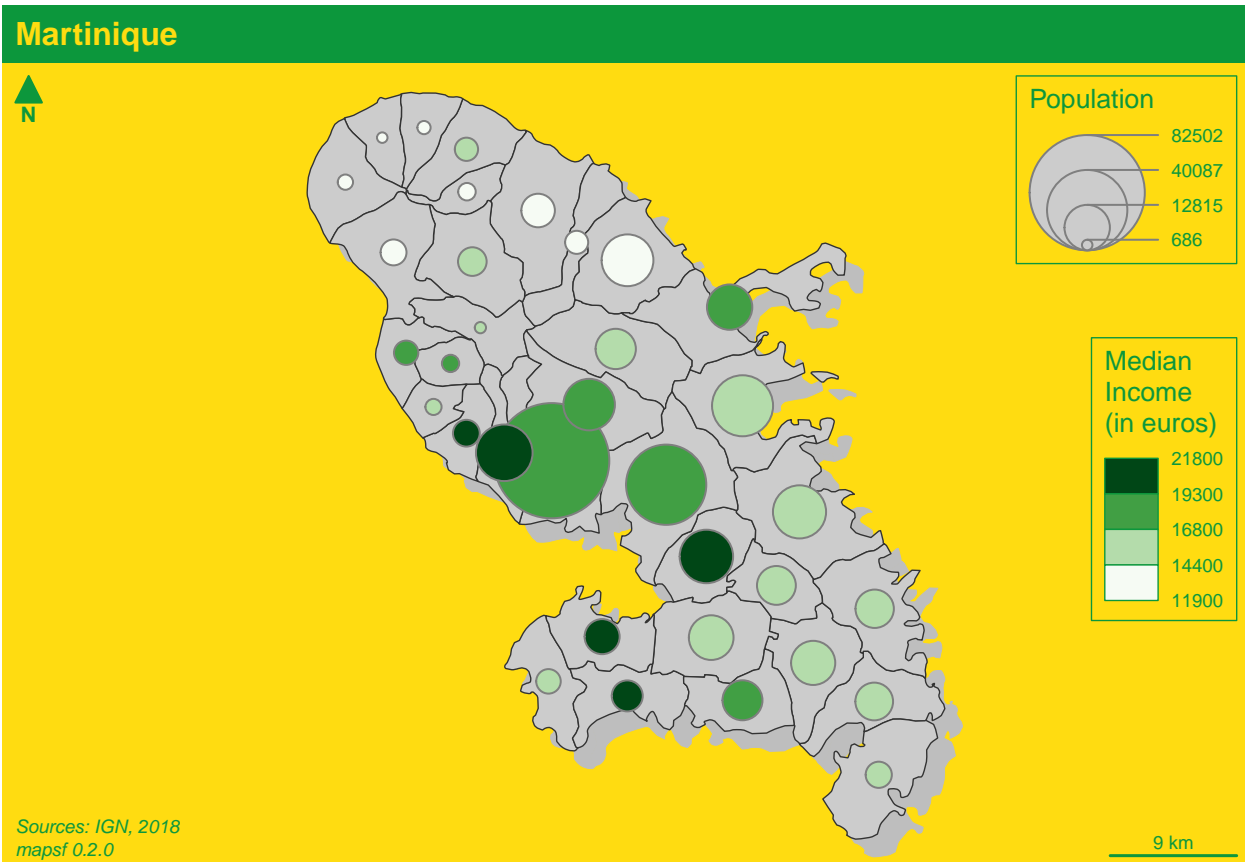 Martinique
N
Population
82502
40087
12815
686
Median
Income
(in euros)
21800
19300
16800
14400
11900
Sources: IGN, 2018
mapsf 0.2.0
9 km